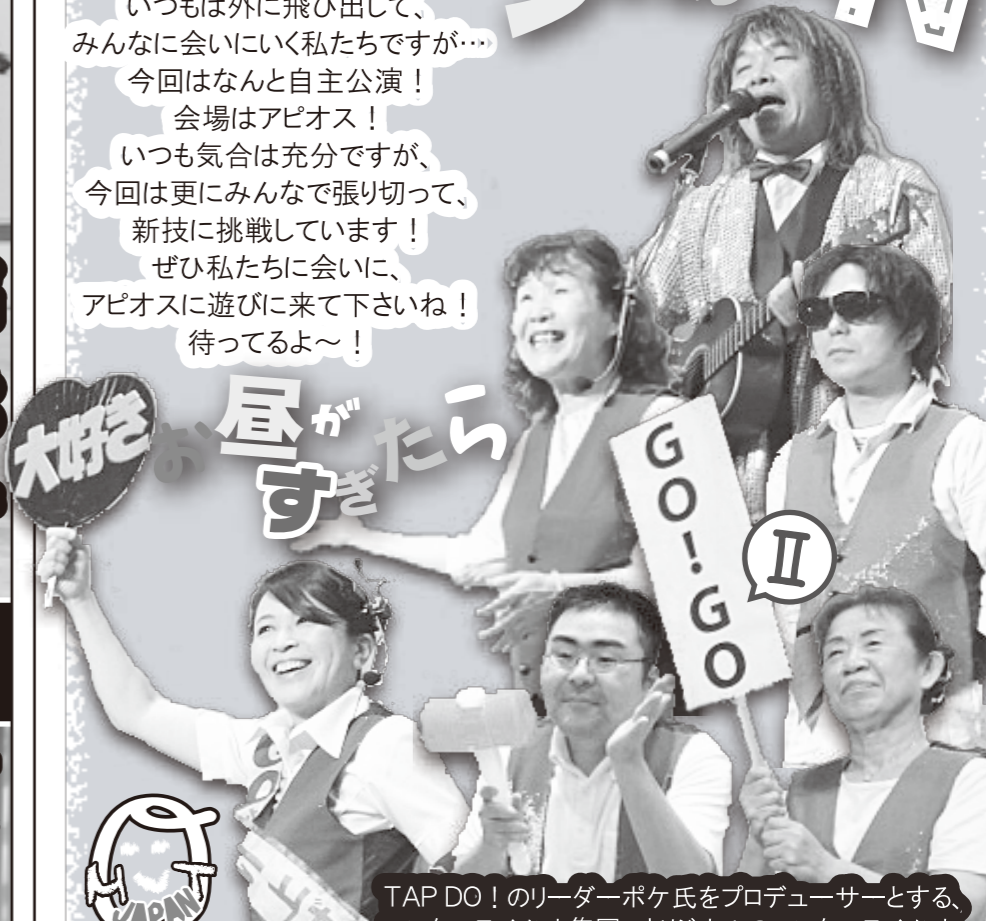 いつもは外に飛び出して、
みんなに会いにいく私たちですが…
今回はなんと自主公演！
会場はアピオス！
いつも気合は充分ですが、
今回は更にみんなで張り切って、
新技に挑戦しています！
ぜひ私たちに会いに、
アピオスに遊びに来て下さいね！
待ってるよ～！
大好き
お昼が
すぎたら
GO!GO
Ⅱ
JAPAN
TAP DO！のリーダーポケ氏をプロデューサーとする、